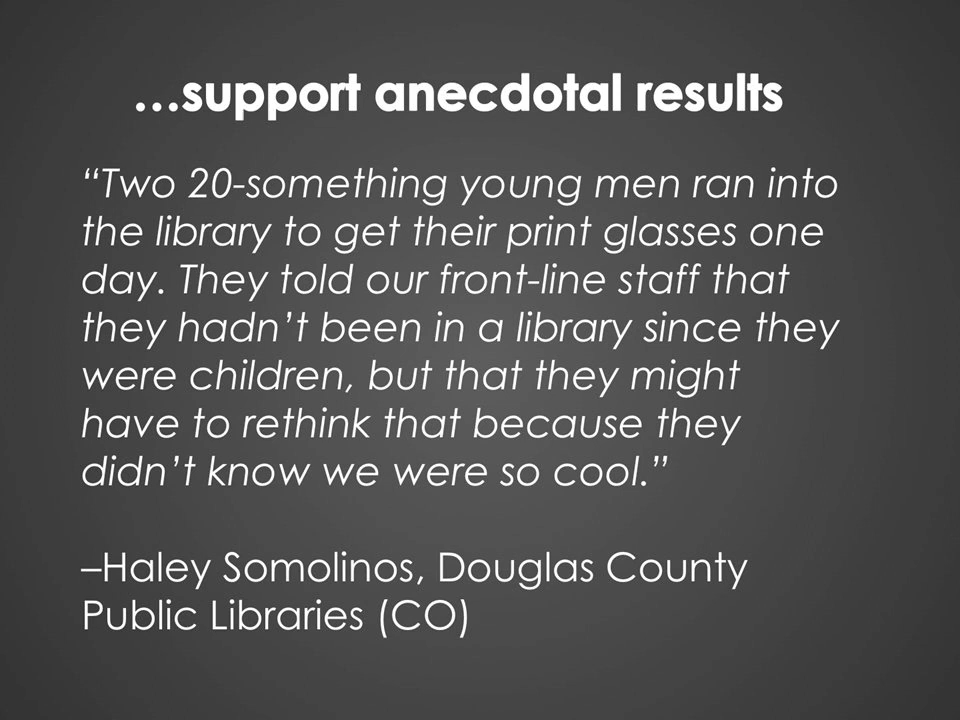 ...support anecdotal results
“Two 20-something young men ran into
the library to get their print glasses one
day. They told our front-line staff that
they hadn’t been in a library since they
were children, but that they might
have to rethink that because they
didn’t know we were so cool.”
–Haley Somolinos, Douglas County
Public Libraries (CO)